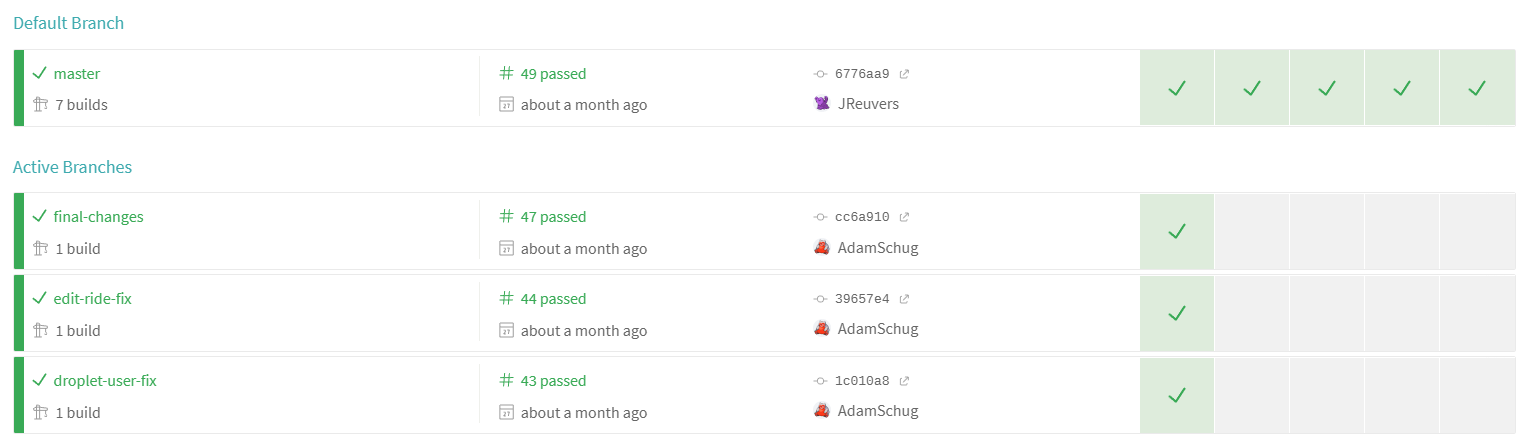 Default Branch
master
# 49 passed
6776aa9
7 builds
about a month ago
JReuvers
Active Branches
final-changes
# 47 passed
cc6a910
1 build
about a month ago
AdamSchug
edit-ride-fix
# 44 passed
39657e4
1 build
about a month ago
AdamSchug
droplet-user-fix
# 43 passed
1c010a8
1 build
about a month ago
AdamSchug